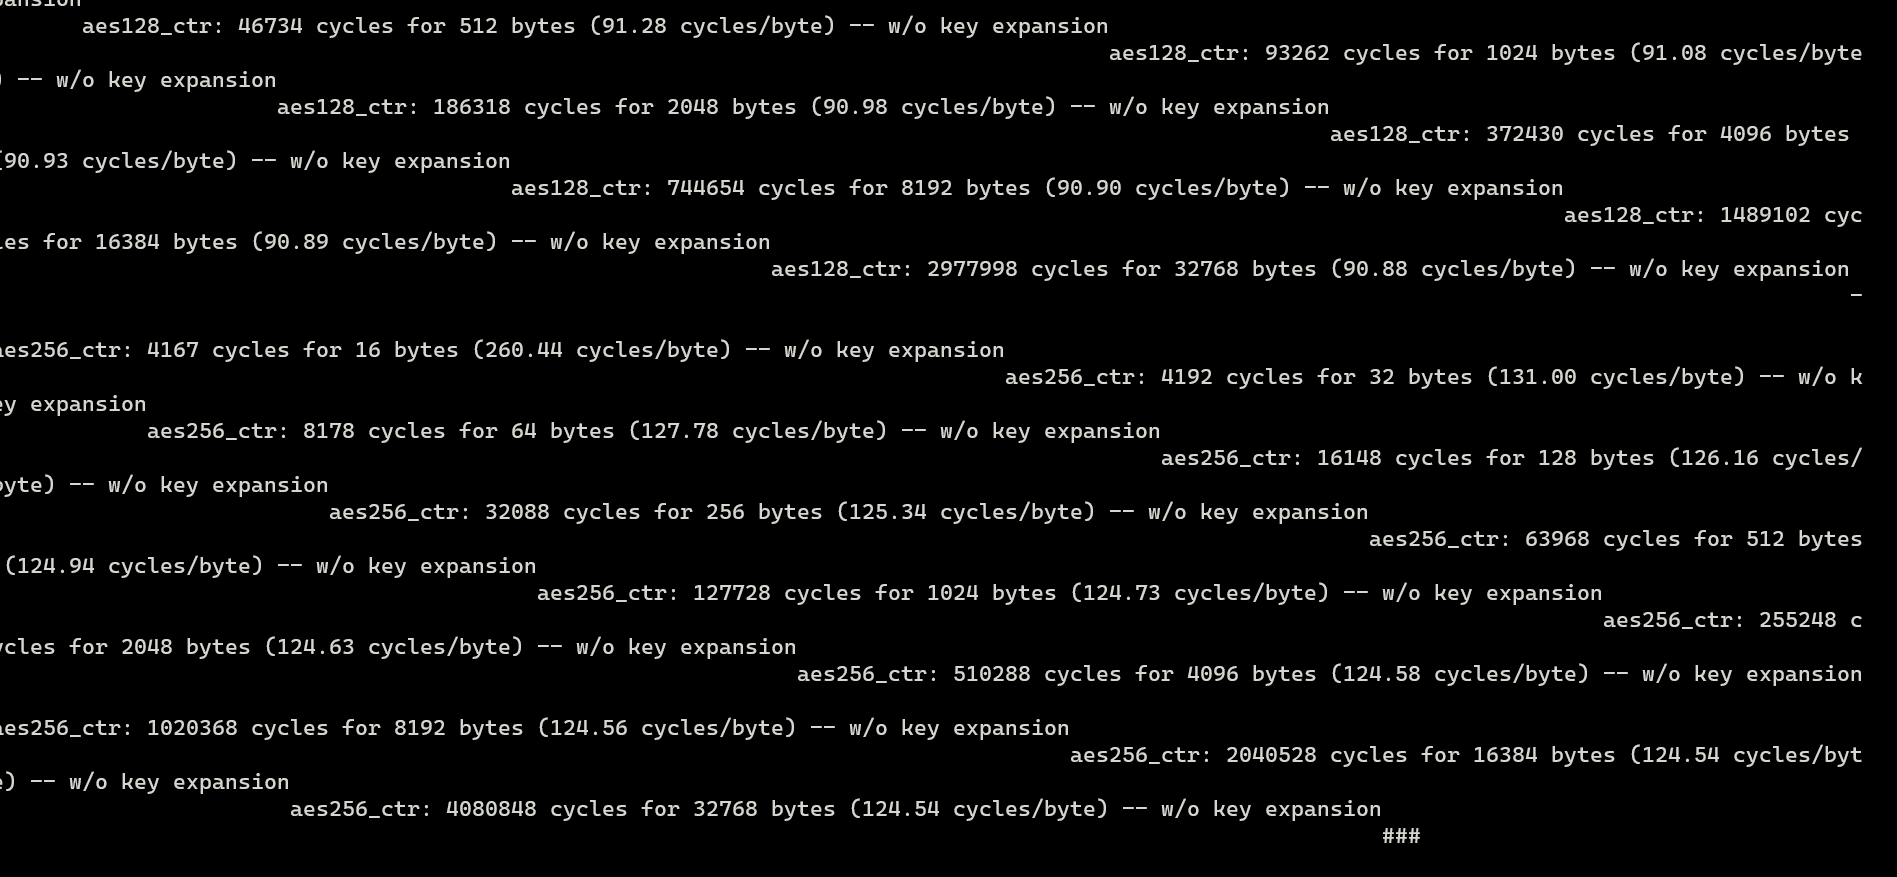 aes128_ctr: 46734 cycles for 512 bytes (91.28 cycles/byte) -- w/o key expansion
aes128_ctr: 93262 cycles for 1024 bytes (91.08 cycles/byte
) -- w/o key expansion
aes128_ctr: 186318 cycles for 2048 bytes (90.98 cycles/byte) -- w/o key expansion
aes128_ctr: 372430 cycles for 4096 bytes
(90.93 cycles/byte) -- w/o key expansion
aes128_ctr: 744654 cycles for 8192 bytes (90.90 cycles/byte) -- w/o key expansion
aes128_ctr: 1489102 cyc
les for 16384 bytes (90.89 cycles/byte) -- w/o key expansion
aes128_ctr: 2977998 cycles for 32768 bytes (90.88 cycles/byte) -- w/o key expansion
-
aes256_ctr: 4167 cycles for 16 bytes (260.44 cycles/byte) -- w/o key expansion
aes256_ctr: 4192 cycles for 32 bytes (131.00 cycles/byte) -- w/o k
ey expansion
aes256_ctr: 8178 cycles for 64 bytes (127.78 cycles/byte) -- w/o key expansion
aes256_ctr: 16148 cycles for 128 bytes (126.16 cycles/
byte) -- w/o key expansion
aes256_ctr: 32088 cycles for 256 bytes (125.34 cycles/byte) -- w/o key expansion
aes256_ctr: 63968 cycles for 512 bytes
(124.94 cycles/byte) -- w/o key expansion
aes256_ctr: 127728 cycles for 1024 bytes (124.73 cycles/byte) -- w/o key expansion
aes256_ctr: 255248 c
ycles for 2048 bytes (124.63 cycles/byte) -- w/o key expansion
aes256_ctr: 510288 cycles for 4096 bytes (124.58 cycles/byte) -- w/o key expansion
aes256_ctr: 1020368 cycles for 8192 bytes (124.56 cycles/byte) -- w/o key expansion
aes256_ctr: 2040528 cycles for 16384 bytes (124.54 cycles/byt
e) -- w/o key expansion
aes256_ctr: 4080848 cycles for 32768 bytes (124.54 cycles/byte) -- w/o key expansion
###